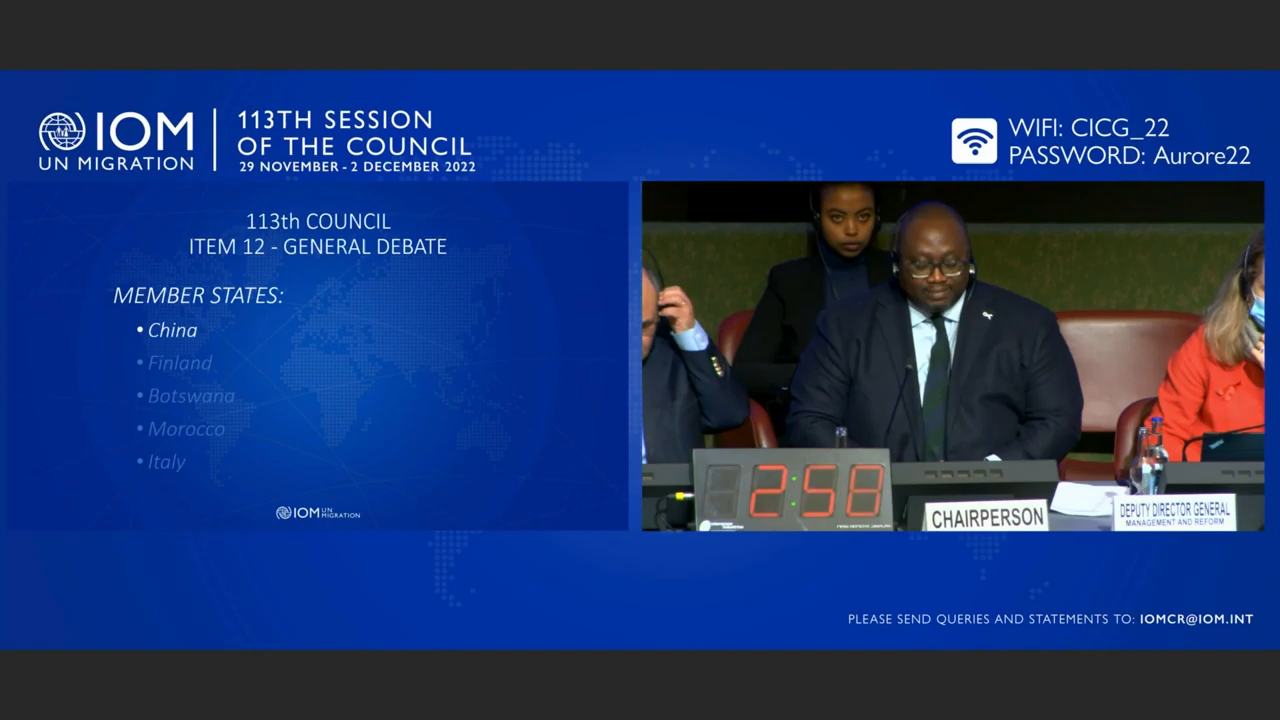 IOM
UN MIGRATION
113TH SESSION
OF THE COUNCIL
29 NOVEMBER - 2 DECEMBER 2022
WIFI: CICG_22
PASSWORD: Aurore22
113th COUNCIL
ITEM 12 - GENERAL DEBATE
MEMBER STATES:
• China
• Finland
• Botswana
• Morocco
• Italy
IOM UN MIGRATION
2:58
CHAIRPERSON
DEPUTY DIRECTOR GENERAL
MANAGEMENT AND REFORM
PLEASE SEND QUERIES AND STATEMENTS TO: IOMCR@IOM.INT